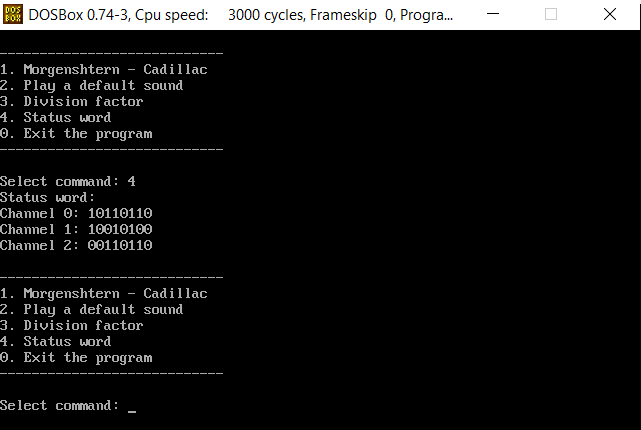 DOSBox 0.74-3, Cpu speed: 3000 cycles, Frameskip 0, Progra...
----------------------------
1. Morgenshtern - Cadillac
2. Play a default sound
3. Division factor
4. Status word
0. Exit the program
----------------------------
Select command: 4
Status word:
Channel 0: 10110110
Channel 1: 10010100
Channel 2: 00110110
----------------------------
1. Morgenshtern - Cadillac
2. Play a default sound
3. Division factor
4. Status word
0. Exit the program
----------------------------
Select command: _